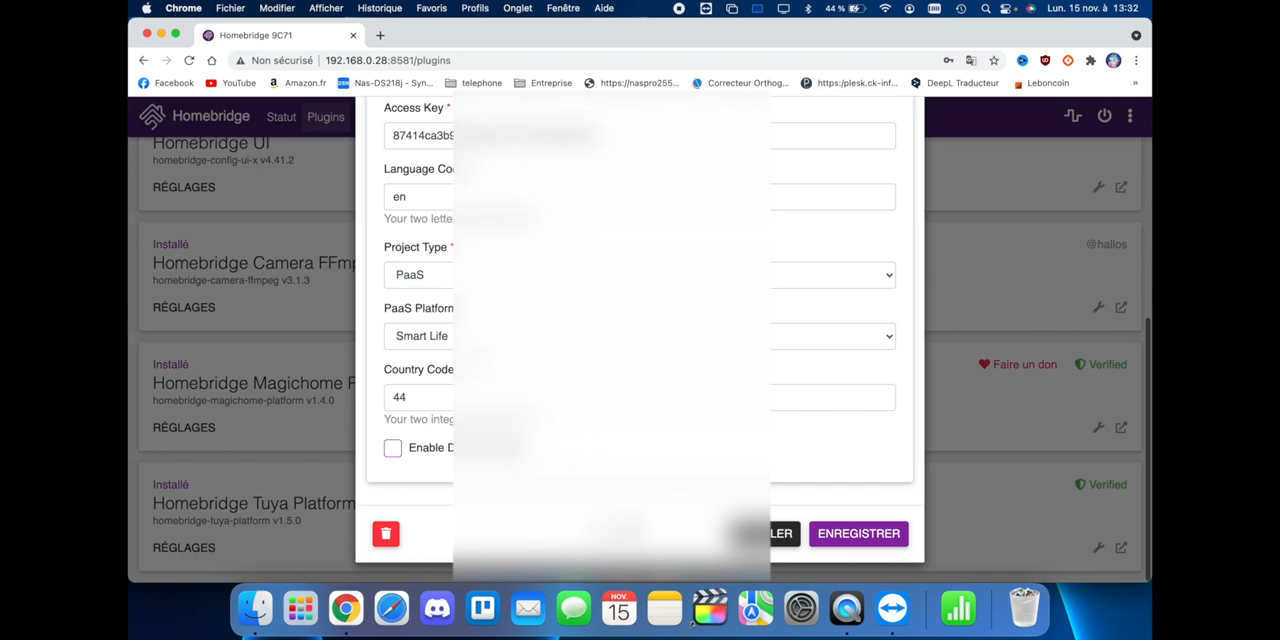 Chrome Fichier Modifier Afficher Historique Favoris Profils Onglet Fenêtre Aide 44 % Lun. 15 nov. à 13:32
Homebridge 9C71
Non sécurisé 192.168.0.28:8581/plugins
Facebook YouTube Amazon.fr Nas-DS218j - Syn... telephone Entreprise https://naspro255... Correcteur Orthog... https://plesk.ck-inf... DeepL Traducteur Leboncoin »
Homebridge Statut Plugins
Homebridge UI
homebridge-config-ui-x v4.41.2
RÉGLAGES
Installé @hallos
Homebridge Camera FFmp
homebridge-camera-ffmpeg v3.1.3
RÉGLAGES
Installé Faire un don Verified
Homebridge Magichome P
homebridge-magichome-platform v1.4.0
RÉGLAGES
Installé Verified
Homebridge Tuya Platform
homebridge-tuya-platform v1.5.0
RÉGLAGES
Access Key *
87414ca3b9
Language Co
en
Your two lette
Project Type *
PaaS
PaaS Platform
Smart Life
Country Code
44
Your two integ
Enable D
LER ENREGISTRER
NOV.
15